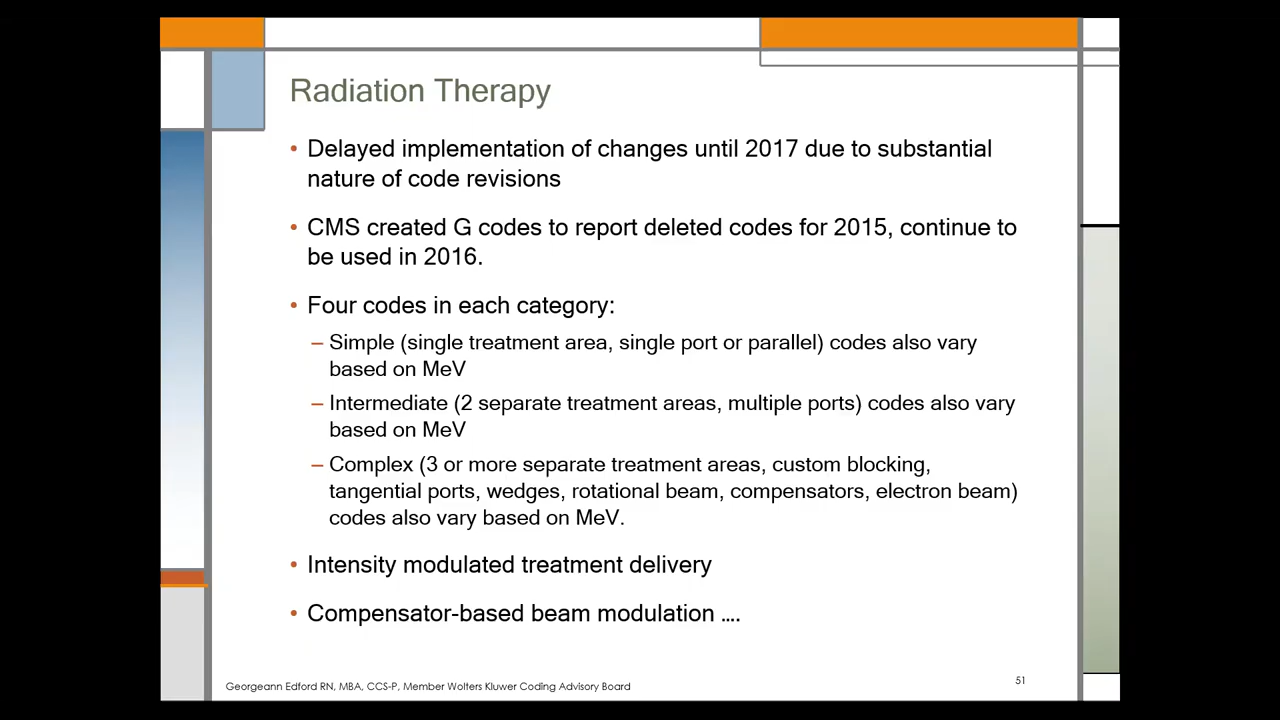 Radiation Therapy
• Delayed implementation of changes until 2017 due to substantial
nature of code revisions
• CMS created G codes to report deleted codes for 2015, continue to
be used in 2016.
• Four codes in each category:
– Simple (single treatment area, single port or parallel) codes also vary
based on MeV
– Intermediate (2 separate treatment areas, multiple ports) codes also vary
based on MeV
– Complex (3 or more separate treatment areas, custom blocking,
tangential ports, wedges, rotational beam, compensators, electron beam)
codes also vary based on MeV.
• Intensity modulated treatment delivery
• Compensator-based beam modulation ....
Georgeann Edford RN, MBA, CCS-P, Member Wolters Kluwer Coding Advisory Board
51